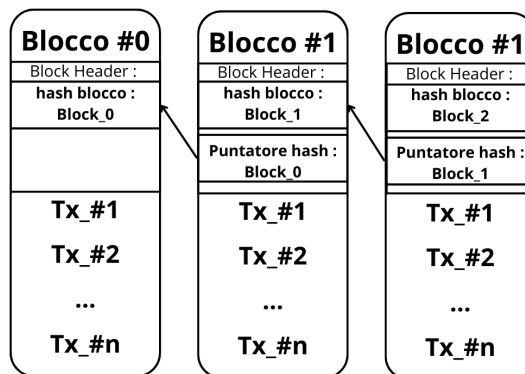 Blocco #0
Block Header :
hash blocco :
Block_0
Tx_#1
Tx_#2
...
Tx_#n
Blocco #1
Block Header :
hash blocco :
Block_1
Puntatore hash :
Block_0
Tx_#1
Tx_#2
...
Tx_#n
Blocco #1
Block Header :
hash blocco :
Block_2
Puntatore hash :
Block_1
Tx_#1
Tx_#2
...
Tx_#n